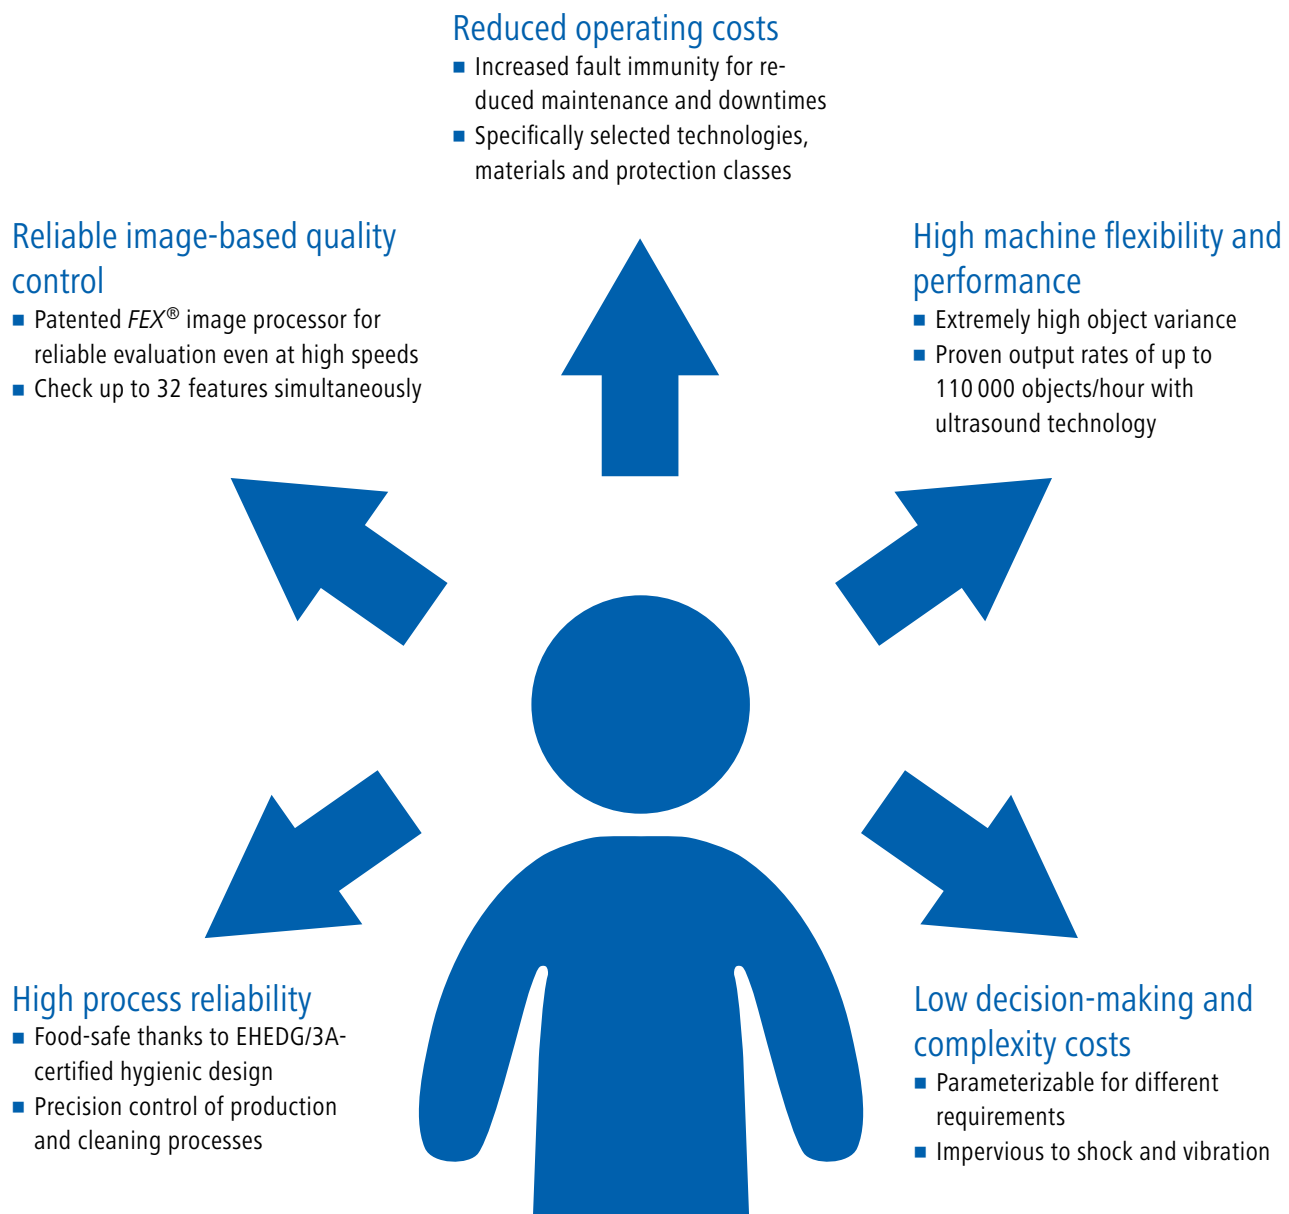 Reduced operating costs
■ Increased fault immunity for re-
duced maintenance and downtimes
■ Specifically selected technologies,
materials and protection classes
Reliable image-based quality
control
■ Patented FEX® image processor for
reliable evaluation even at high speeds
■ Check up to 32 features simultaneously
High machine flexibility and
performance
■ Extremely high object variance
■ Proven output rates of up to
110 000 objects/hour with
ultrasound technology
High process reliability
■ Food-safe thanks to EHEDG/3A-
certified hygienic design
■ Precision control of production
and cleaning processes
Low decision-making and
complexity costs
■ Parameterizable for different
requirements
■ Impervious to shock and vibration